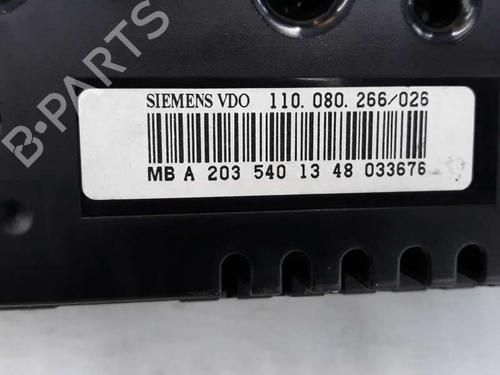 B-PARTS
SIEMENS VDO 110.080.266/026
MB A 203 540 13 48 033676